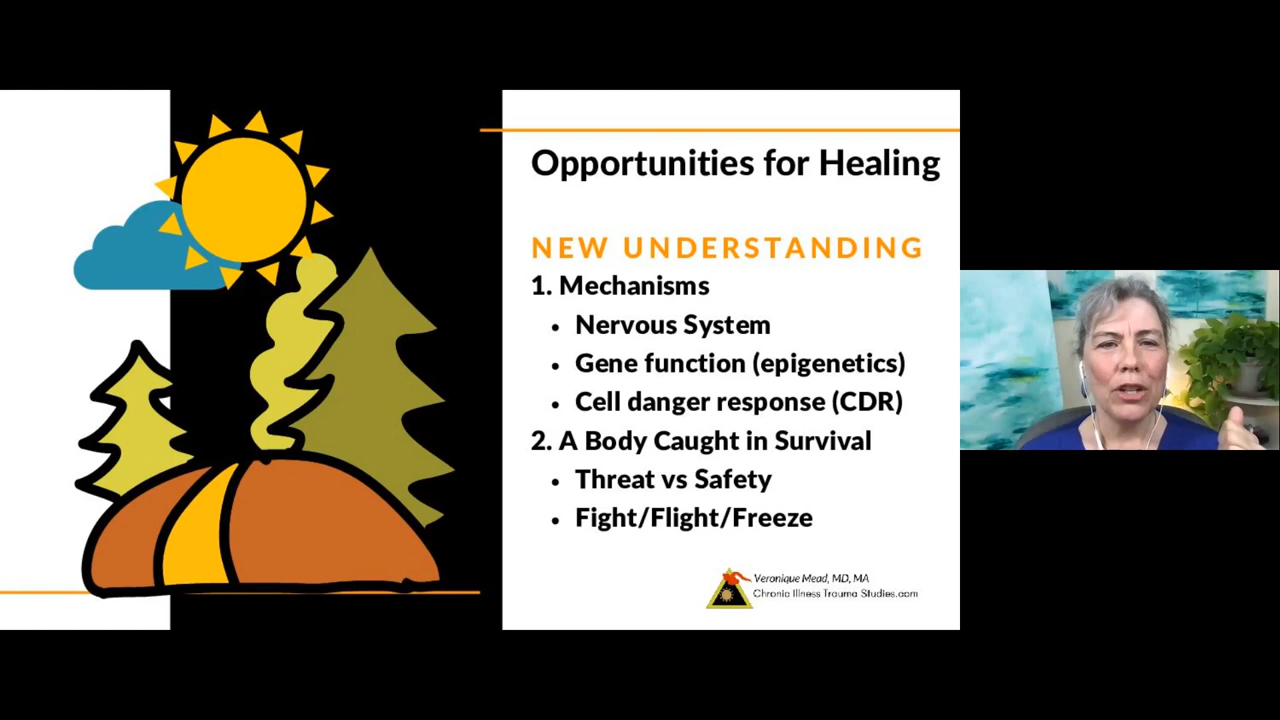 Opportunities for Healing
NEW UNDERSTANDING
1. Mechanisms
• Nervous System
• Gene function (epigenetics)
• Cell danger response (CDR)
2. A Body Caught in Survival
• Threat vs Safety
• Fight/Flight/Freeze
Veronique Mead, MD, MA
Chronic Illness Trauma Studies.com